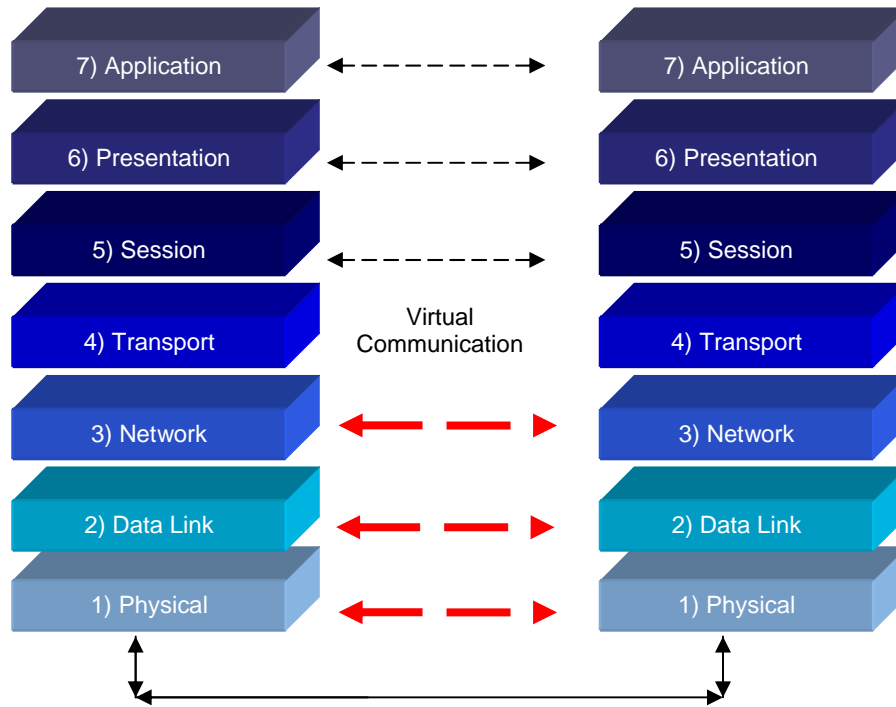 7) Application
7) Application
6) Presentation
6) Presentation
5) Session
5) Session
4) Transport
Virtual
Communication
4) Transport
3) Network
3) Network
2) Data Link
2) Data Link
1) Physical
1) Physical